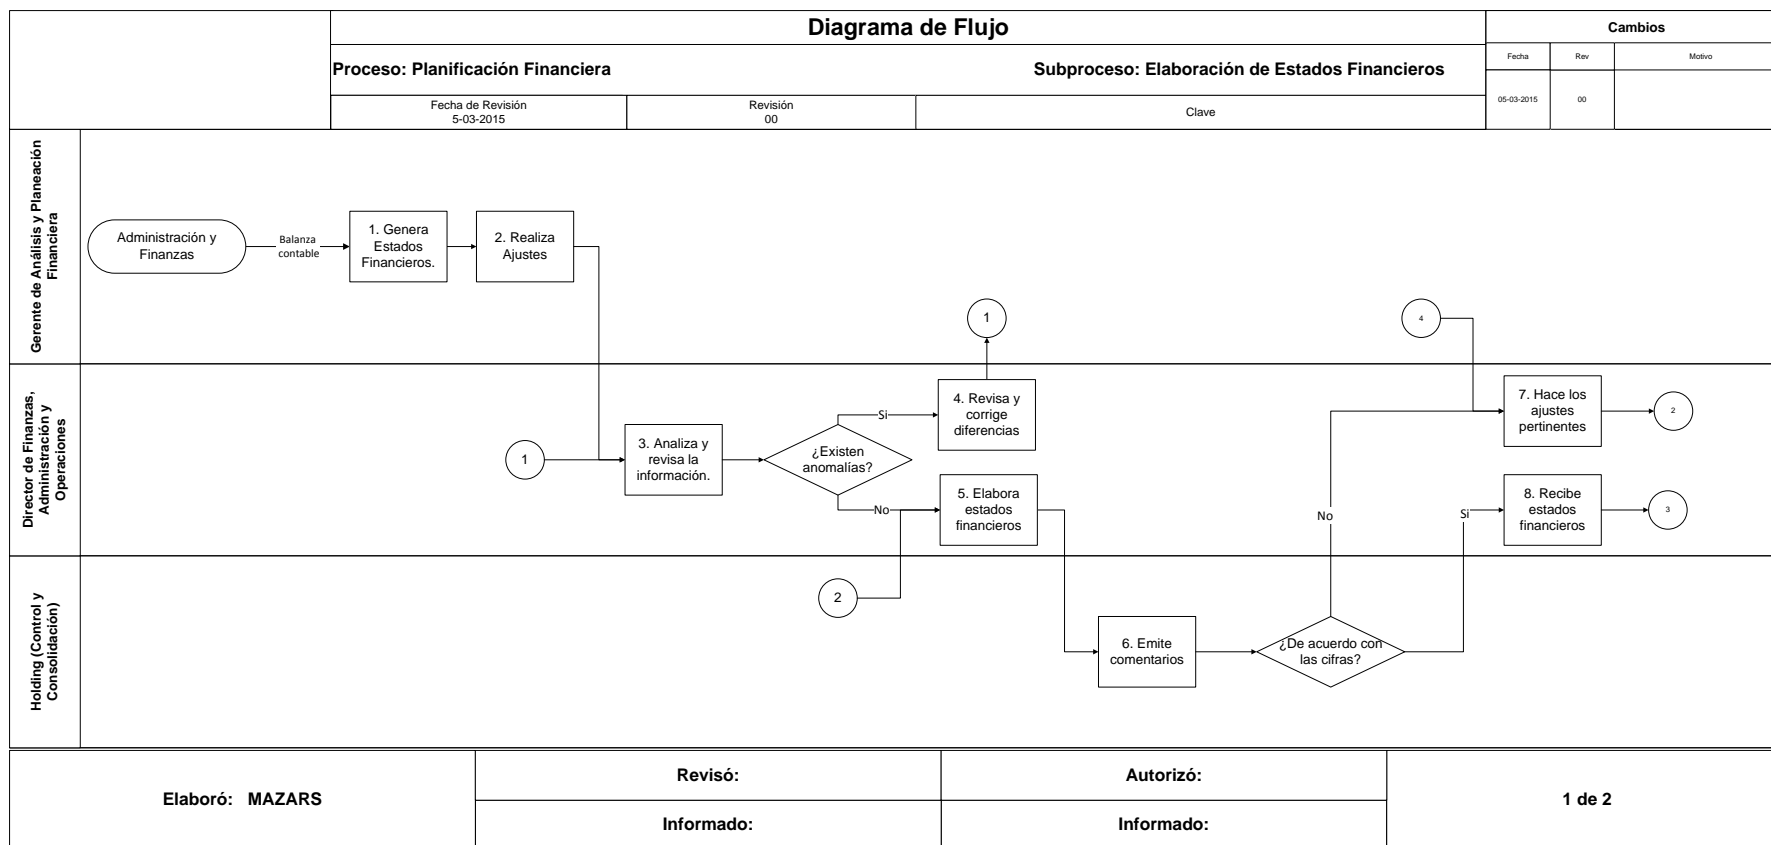 Diagrama de Flujo
Cambios
Proceso: Planificación Financiera
Subproceso: Elaboración de Estados Financieros
Fecha
Rev
Motivo
Fecha de Revisión
5-03-2015
Revisión
00
Clave
05-03-2015
00
Gerente de Análisis y Planeación
Financiera
Administración y
Finanzas
Balanza
contable
1. Genera
Estados
Financieros.
2. Realiza
Ajustes
1
4
Director de Finanzas,
Administración y
Operaciones
1
3. Analiza y
revisa la
información.
¿Existen
anomalías?
Si
4. Revisa y
corrige
diferencias
No
5. Elabora
estados
financieros
No
Si
7. Hace los
ajustes
pertinentes
2
8. Recibe
estados
financieros
3
Holding (Control y
Consolidación)
2
6. Emite
comentarios
¿De acuerdo con
las cifras?
Elaboró: MAZARS
Revisó:
Autorizó:
Informado:
Informado:
1 de 2